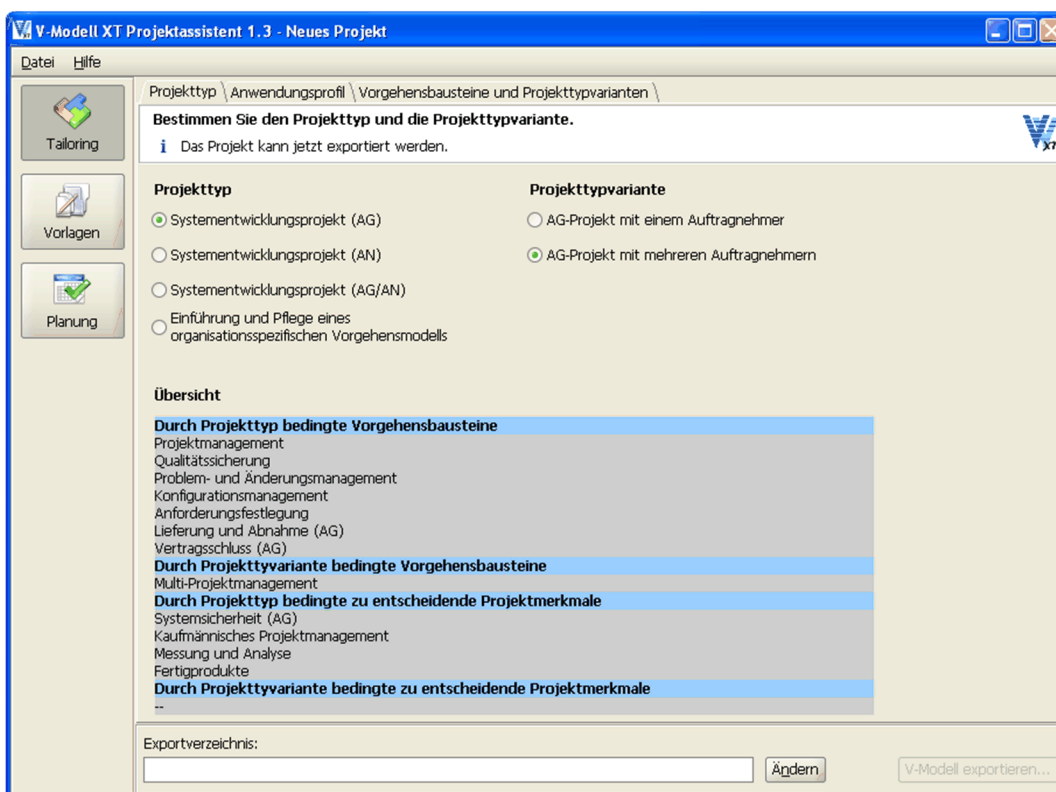 V-Modell XT Projektassistent 1.3 - Neues Projekt
Datei Hilfe
Tailoring
Vorlagen
Planung
Projekttyp Anwendungsprofil Vorgehensbausteine und Projekttypvarianten
Bestimmen Sie den Projekttyp und die Projekttypvariante.
i Das Projekt kann jetzt exportiert werden.
XT
Projekttyp
Systementwicklungsprojekt (AG)
Systementwicklungsprojekt (AN)
Systementwicklungsprojekt (AG/AN)
Einführung und Pflege eines
organisationsspezifischen Vorgehensmodells
Projekttypvariante
AG-Projekt mit einem Auftragnehmer
AG-Projekt mit mehreren Auftragnehmern
Übersicht
Durch Projekttyp bedingte Vorgehensbausteine
Projektmanagement
Qualitätssicherung
Problem- und Änderungsmanagement
Konfigurationsmanagement
Anforderungsfestlegung
Lieferung und Abnahme (AG)
Vertragsschluss (AG)
Durch Projekttyvariante bedingte Vorgehensbausteine
Multi-Projektmanagement
Durch Projekttyp bedingte zu entscheidende Projektmerkmale
Systemsicherheit (AG)
Kaufmännisches Projektmanagement
Messung und Analyse
Fertigprodukte
Durch Projekttyvariante bedingte zu entscheidende Projektmerkmale
--
Exportverzeichnis:
Ändern
V-Modell exportieren...